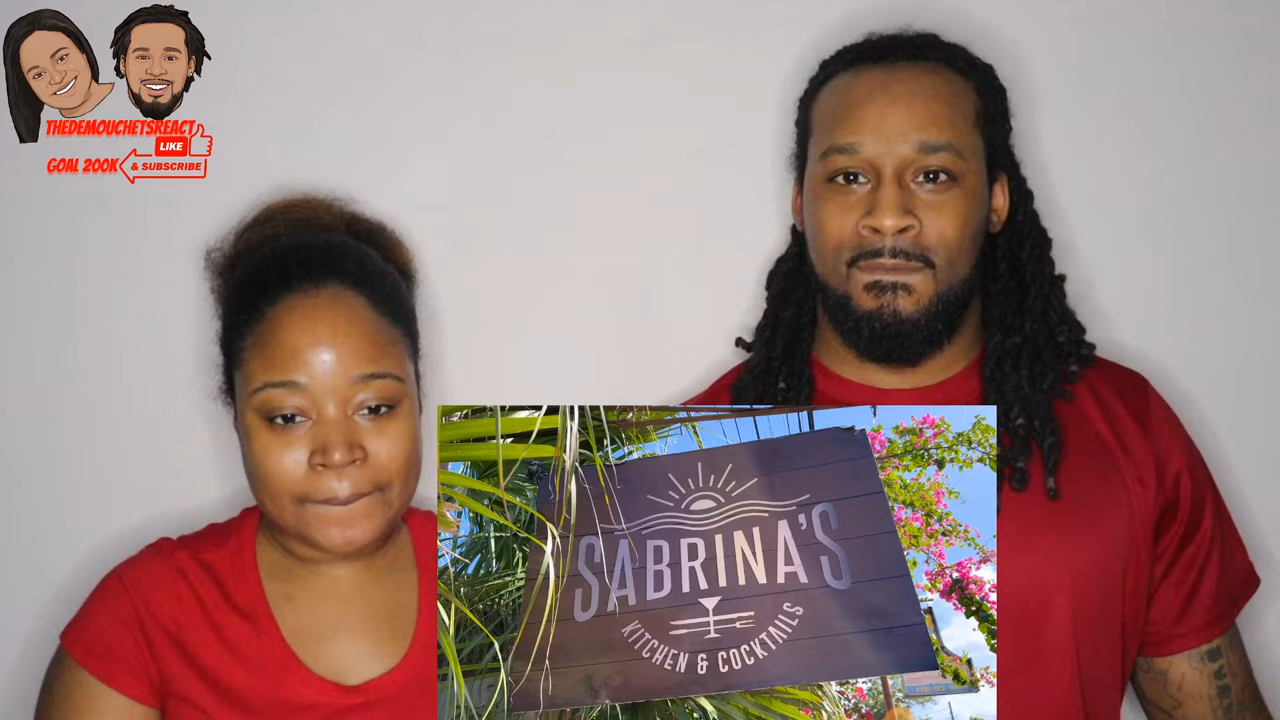 THEDEMOUCHETSREACT
LIKE
GOAL 200K
& SUBSCRIBE
SABRINA'S
KITCHEN & COCKTAILS